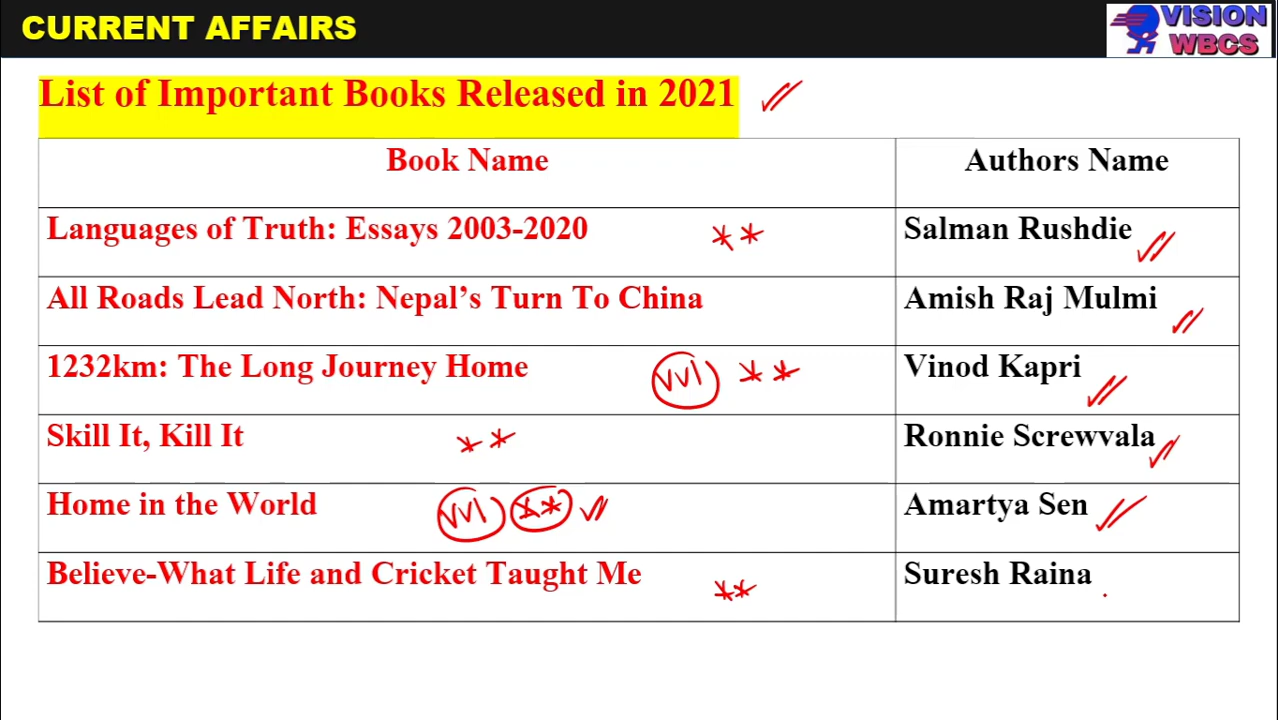 CURRENT AFFAIRS
VISION
WBCS
List of Important Books Released in 2021
Book Name Authors Name
Languages of Truth: Essays 2003-2020 Salman Rushdie
All Roads Lead North: Nepal’s Turn To China Amish Raj Mulmi
1232km: The Long Journey Home VVI Vinod Kapri
Skill It, Kill It Ronnie Screwvala
Home in the World VVI Amartya Sen
Believe-What Life and Cricket Taught Me Suresh Raina